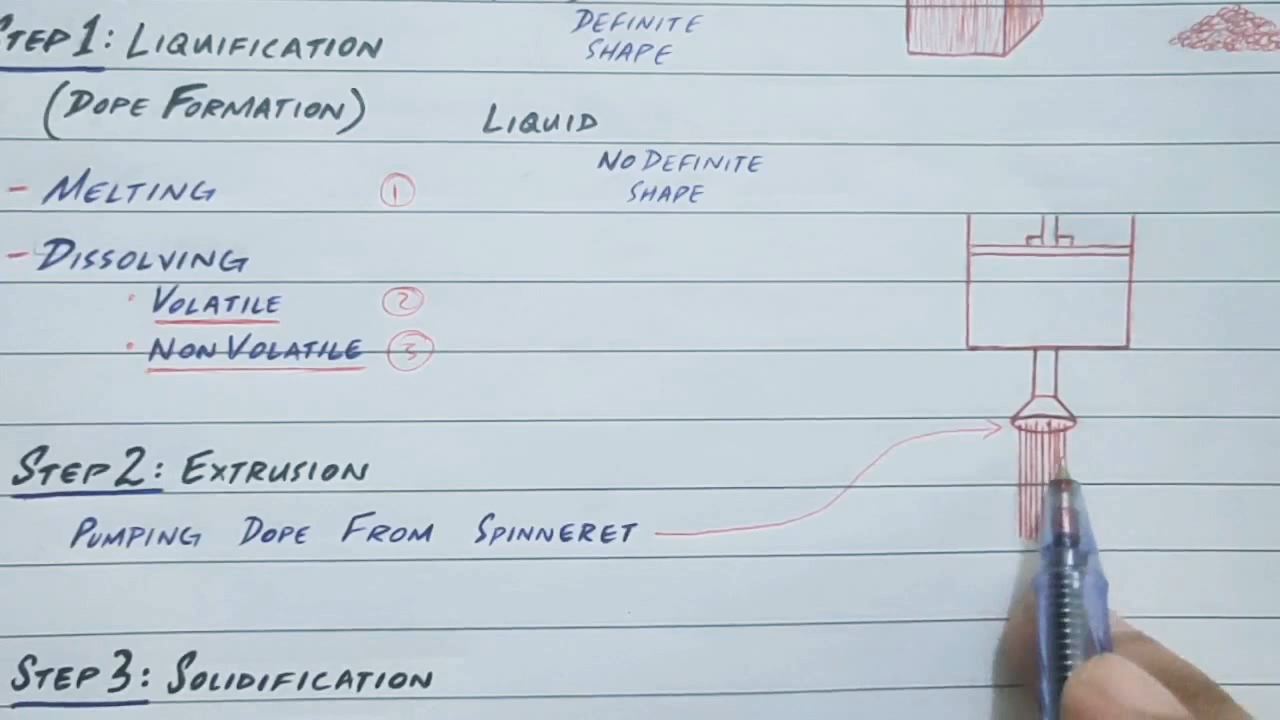 STEP 1: LIQUIFICATION
DEFINITE
SHAPE
(DOPE FORMATION)
LIQUID
NO DEFINITE
SHAPE
- MELTING 1
- DISSOLVING
• VOLATILE 2
• NON VOLATILE 3
STEP 2: EXTRUSION
PUMPING DOPE FROM SPINNERET
STEP 3: SOLIDIFICATION